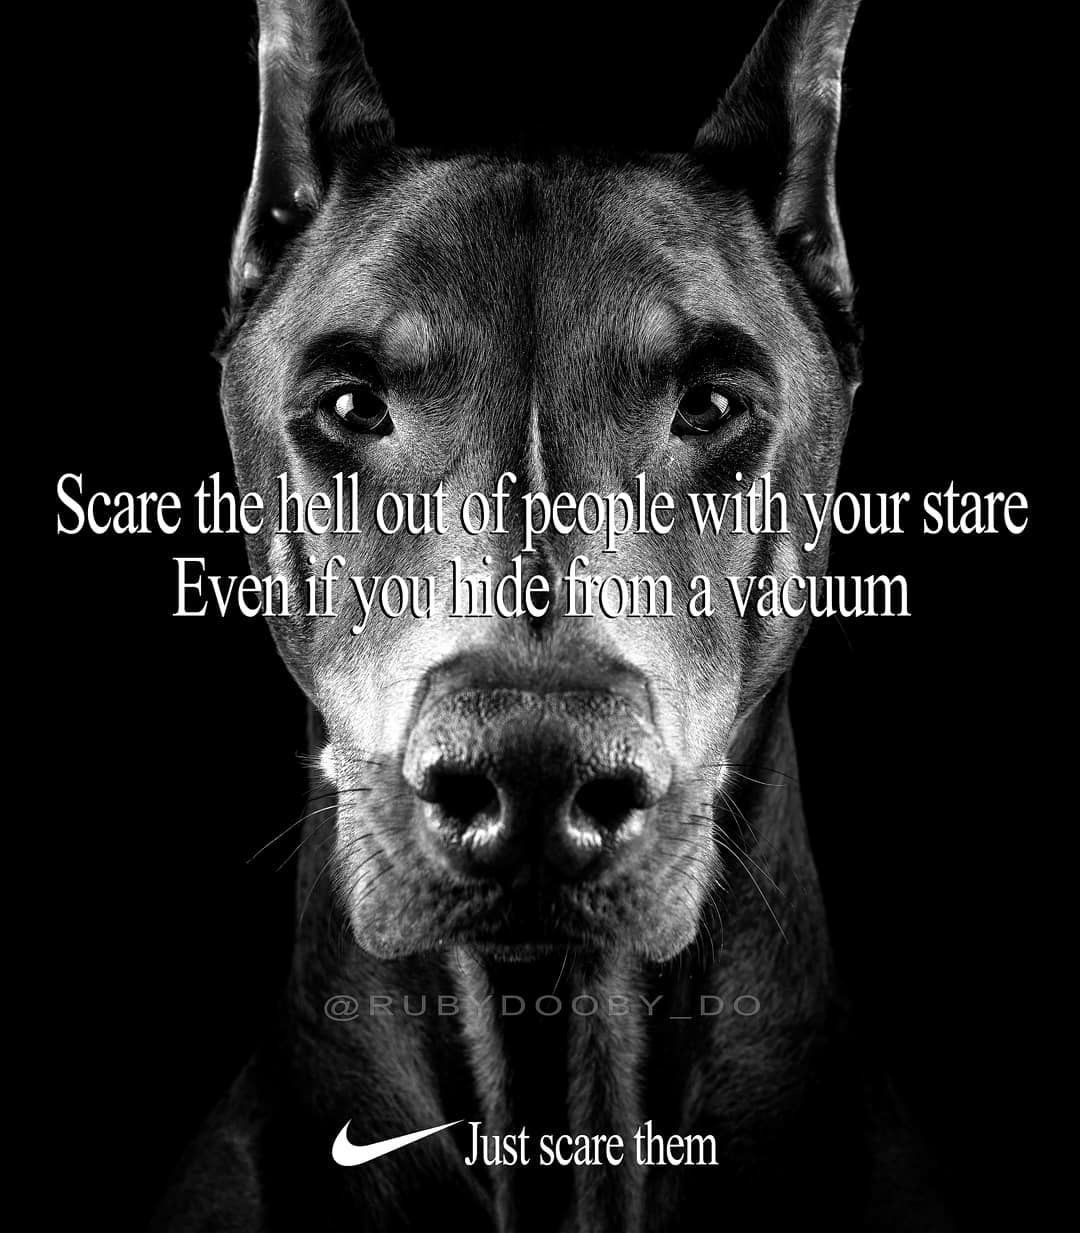 Scare the hell out of people with your stare
Even if you hide from a vacuum
@RUBYDOOBY_DO
Just scare them